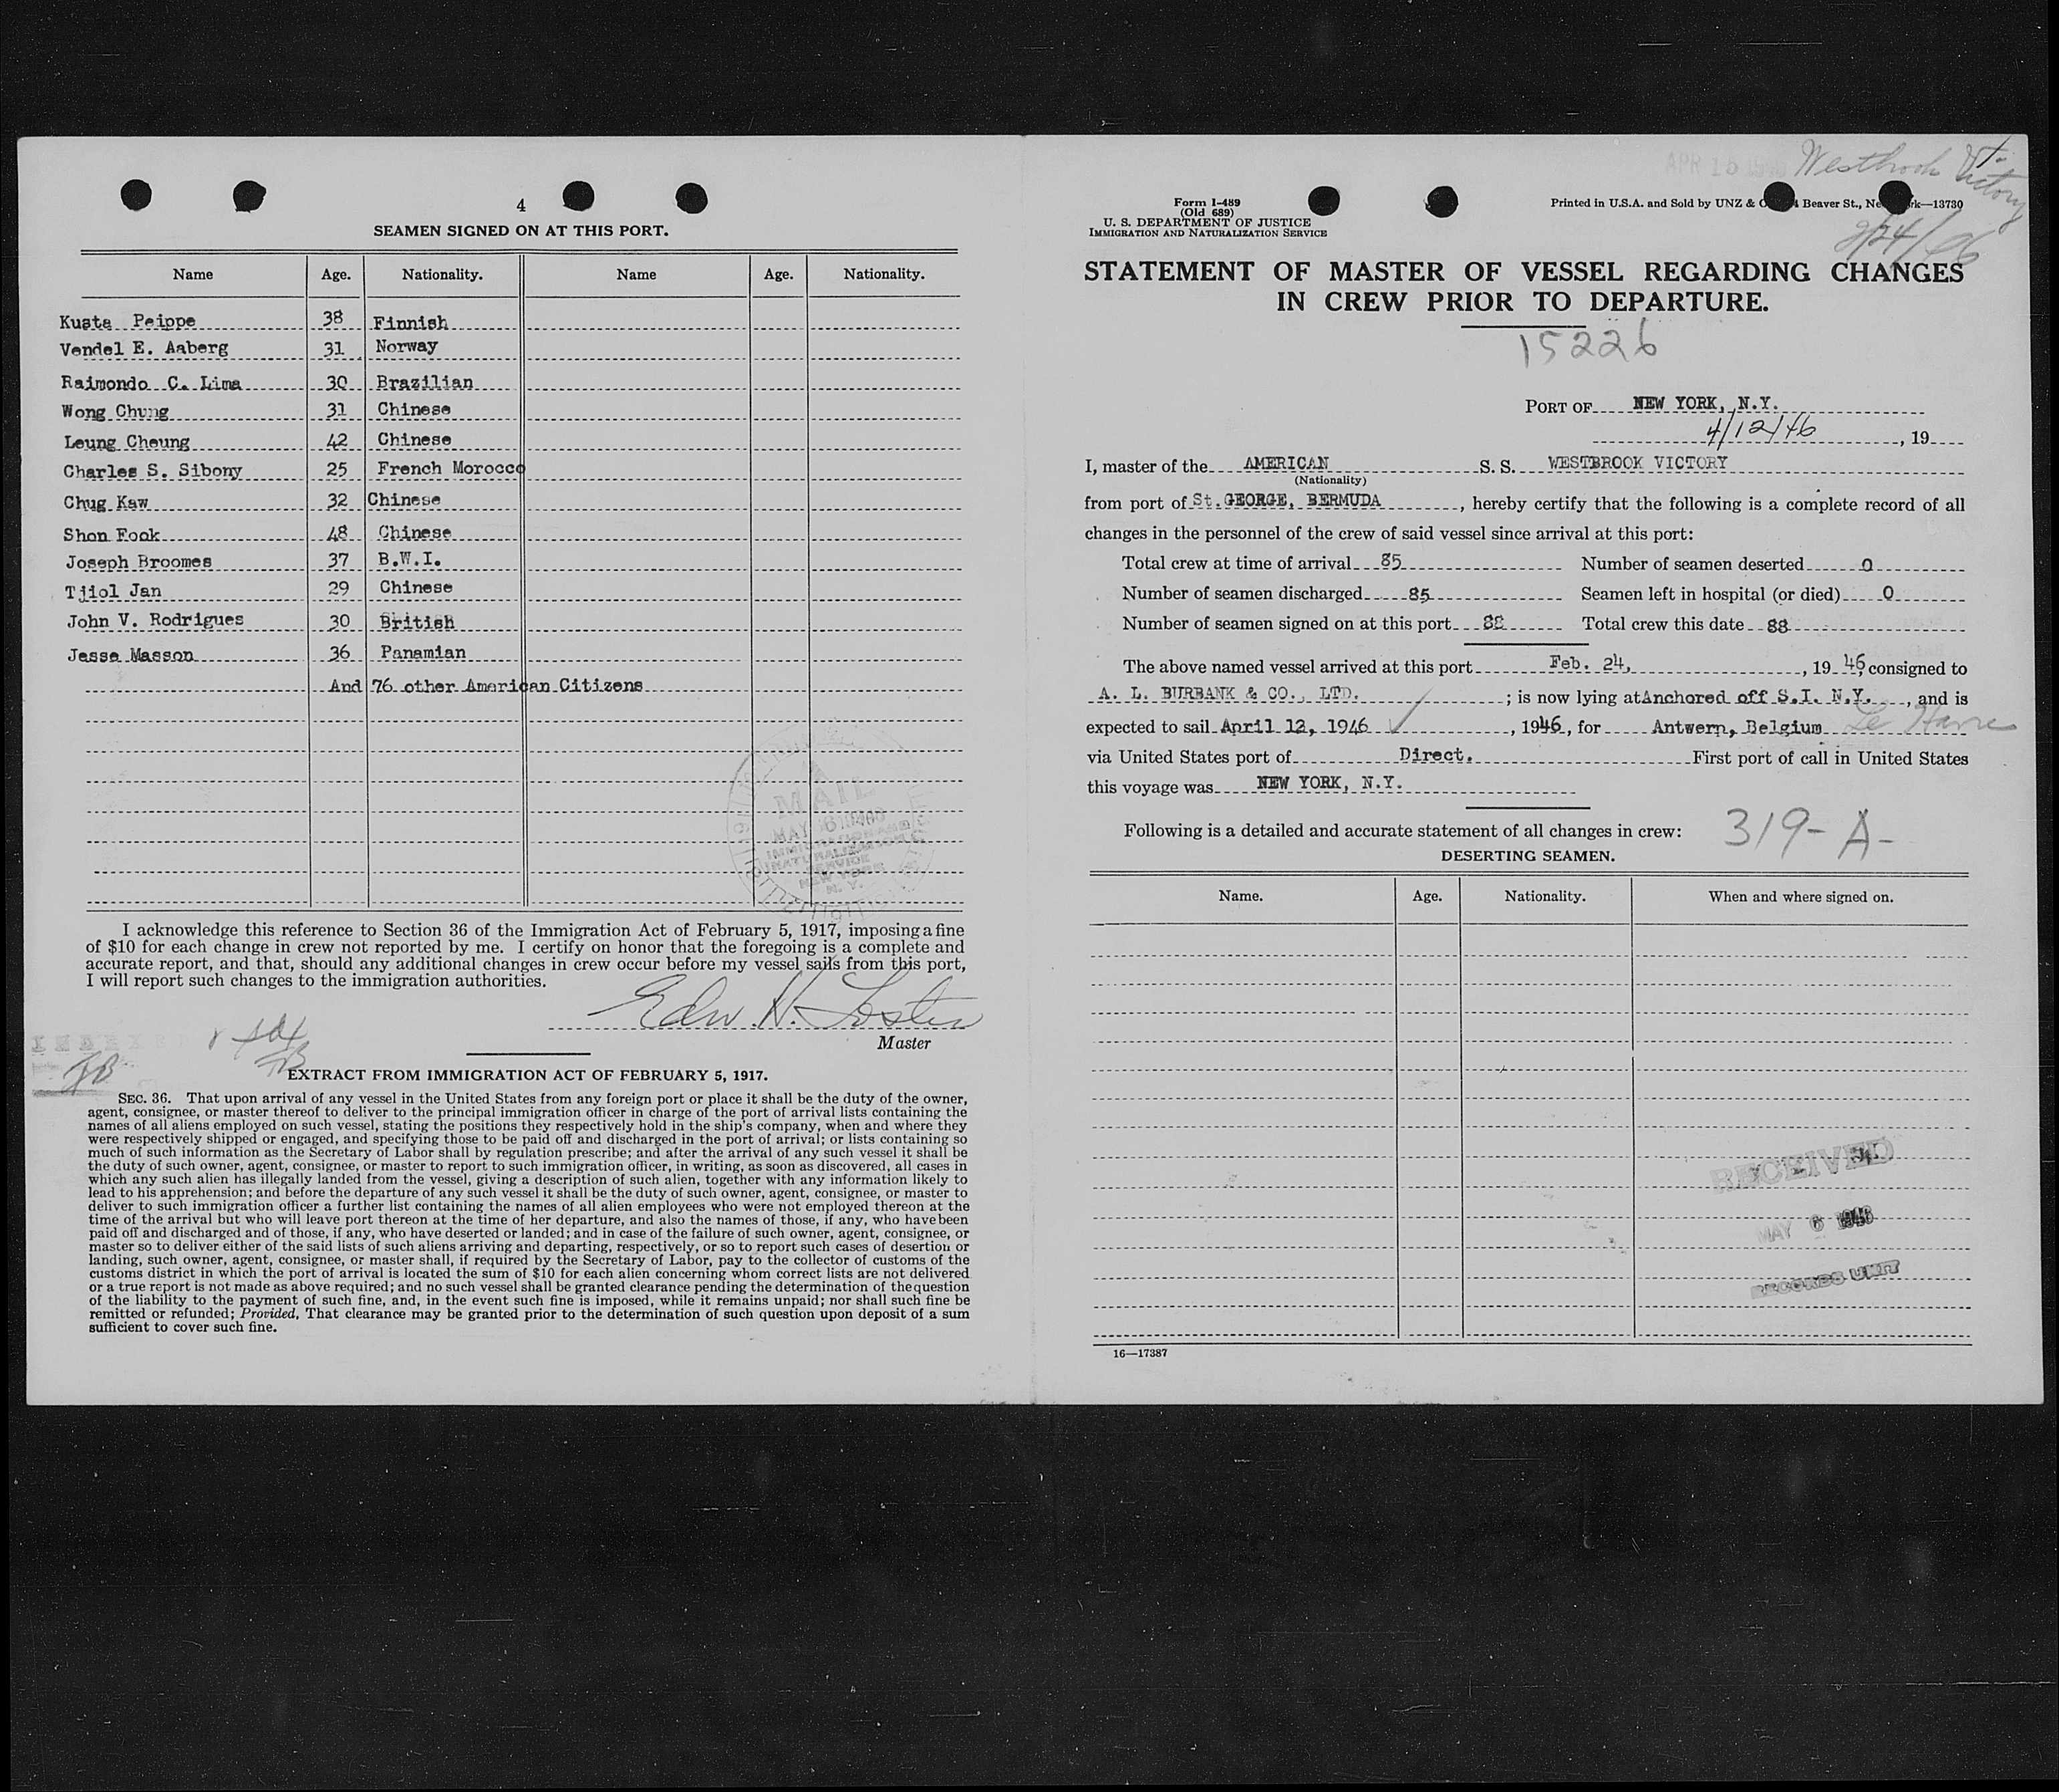 4
SEAMEN SIGNED ON AT THIS PORT.
Name Age. Nationality. Name Age. Nationality.
Kusta Peippe 38 Finnish
Vendel E. Aaberg 31 Norway
Raimondo C. Lima 30 Brazilian
Wong Chung 31 Chinese
Leung Cheung 42 Chinese
Charles S. Sibony 25 French Morocco
Chug Kaw 32 Chinese
Shon Fook 48 Chinese
Joseph Broomes 37 B.W.I.
Tjiol Jan 29 Chinese
John V. Rodrigues 30 British
Jesse Masson 36 Panamian
And 76 other American Citizens
MAIL
MAY 6 1946
IMMIGRATION AND
NATURALIZATION
SERVICE
NEW YORK
N. Y.
I acknowledge this reference to Section 36 of the Immigration Act of February 5, 1917, imposing a fine
of $10 for each change in crew not reported by me. I certify on honor that the foregoing is a complete and
accurate report, and that, should any additional changes in crew occur before my vessel sails from this port,
I will report such changes to the immigration authorities.
Edw. H. Foster
Master
EXTRACT FROM IMMIGRATION ACT OF FEBRUARY 5, 1917.
SEC. 36. That upon arrival of any vessel in the United States from any foreign port or place it shall be the duty of the owner,
agent, consignee, or master thereof to deliver to the principal immigration officer in charge of the port of arrival lists containing the
names of all aliens employed on such vessel, stating the positions they respectively hold in the ship's company, when and where they
were respectively shipped or engaged, and specifying those to be paid off and discharged in the port of arrival; or lists containing so
much of such information as the Secretary of Labor shall by regulation prescribe; and after the arrival of any such vessel it shall be
the duty of such owner, agent, consignee, or master to report to such immigration officer, in writing, as soon as discovered, all cases in
which any such alien has illegally landed from the vessel, giving a description of such alien, together with any information likely to
lead to his apprehension; and before the departure of any such vessel it shall be the duty of such owner, agent, consignee, or master to
deliver to such immigration officer a further list containing the names of all alien employees who were not employed thereon at the
time of the arrival but who will leave port thereon at the time of her departure, and also the names of those, if any, who have been
paid off and discharged and of those, if any, who have deserted or landed; and in case of the failure of such owner, agent, consignee, or
master so to deliver either of the said lists of such aliens arriving and departing, respectively, or so to report such cases of desertion or
landing, such owner, agent, consignee, or master shall, if required by the Secretary of Labor, pay to the collector of customs of the
customs district in which the port of arrival is located the sum of $10 for each alien concerning whom correct lists are not delivered
or a true report is not made as above required; and no such vessel shall be granted clearance pending the determination of the question
of the liability to the payment of such fine, and, in the event such fine is imposed, while it remains unpaid; nor shall such fine be
remitted or refunded; Provided, That clearance may be granted prior to the determination of such question upon deposit of a sum
sufficient to cover such fine.
Westbrook Victory
2/24/46
Form I-489
(Old 689)
U. S. DEPARTMENT OF JUSTICE
IMMIGRATION AND NATURALIZATION SERVICE
Printed in U.S.A. and Sold by UNZ & Beaver St., 13730
STATEMENT OF MASTER OF VESSEL REGARDING CHANGES
IN CREW PRIOR TO DEPARTURE.
15226
PORT OF NEW YORK, N.Y.
4/12/46, 19
I, master of the AMERICAN S. S. WESTBROOK VICTORY
(Nationality)
from port of St. GEORGE, BERMUDA, hereby certify that the following is a complete record of all
changes in the personnel of the crew of said vessel since arrival at this port:
Total crew at time of arrival 85 Number of seamen deserted 0
Number of seamen discharged 85 Seamen left in hospital (or died) 0
Number of seamen signed on at this port 88 Total crew this date 88
The above named vessel arrived at this port Feb. 24, 1946, consigned to
A. L. BURBANK & CO., LTD. ; is now lying at Anchored off S.I. N.Y., and is
expected to sail April 12, 1946, 1946, for Antwerp, Belgium Le Havre
via United States port of Direct. First port of call in United States
this voyage was NEW YORK, N.Y.
Following is a detailed and accurate statement of all changes in crew: 319-A-
DESERTING SEAMEN.
Name. Age. Nationality. When and where signed on.
RECEIVED
MAY 6 1946
RECORDS UNIT
16—17387